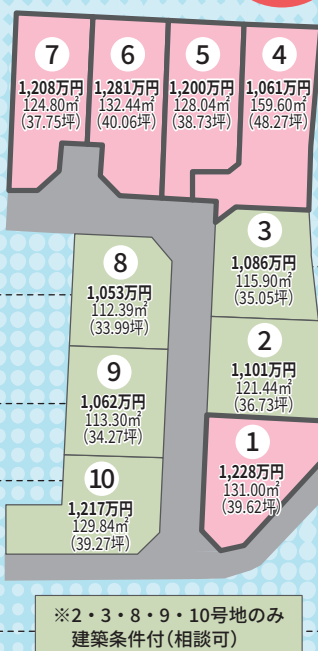 7
1,208万円
124.80㎡
(37.75坪)
6
1,281万円
132.44㎡
(40.06坪)
5
1,200万円
128.04㎡
(38.73坪)
4
1,061万円
159.60㎡
(48.27坪)
3
1,086万円
115.90㎡
(35.05坪)
8
1,053万円
112.39㎡
(33.99坪)
2
1,101万円
121.44㎡
(36.73坪)
9
1,062万円
113.30㎡
(34.27坪)
1
1,228万円
131.00㎡
(39.62坪)
10
1,217万円
129.84㎡
(39.27坪)
※2・3・8・9・10号地のみ
建築条件付(相談可)